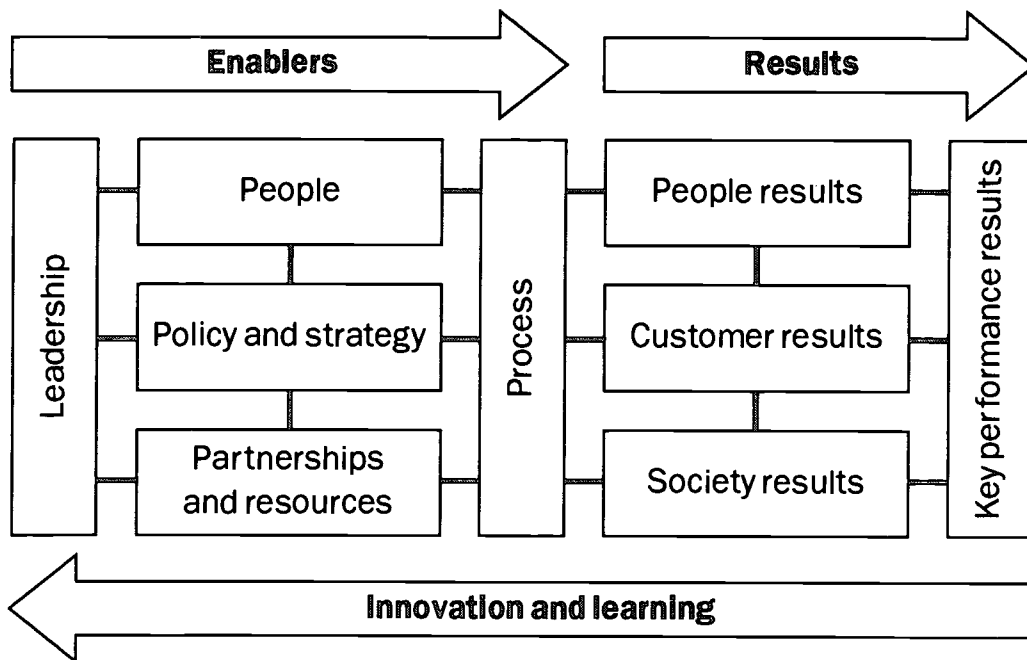 Enablers
Results
Leadership
People
Policy and strategy
Partnerships
and resources
Process
People results
Customer results
Society results
Key performance results
Innovation and learning